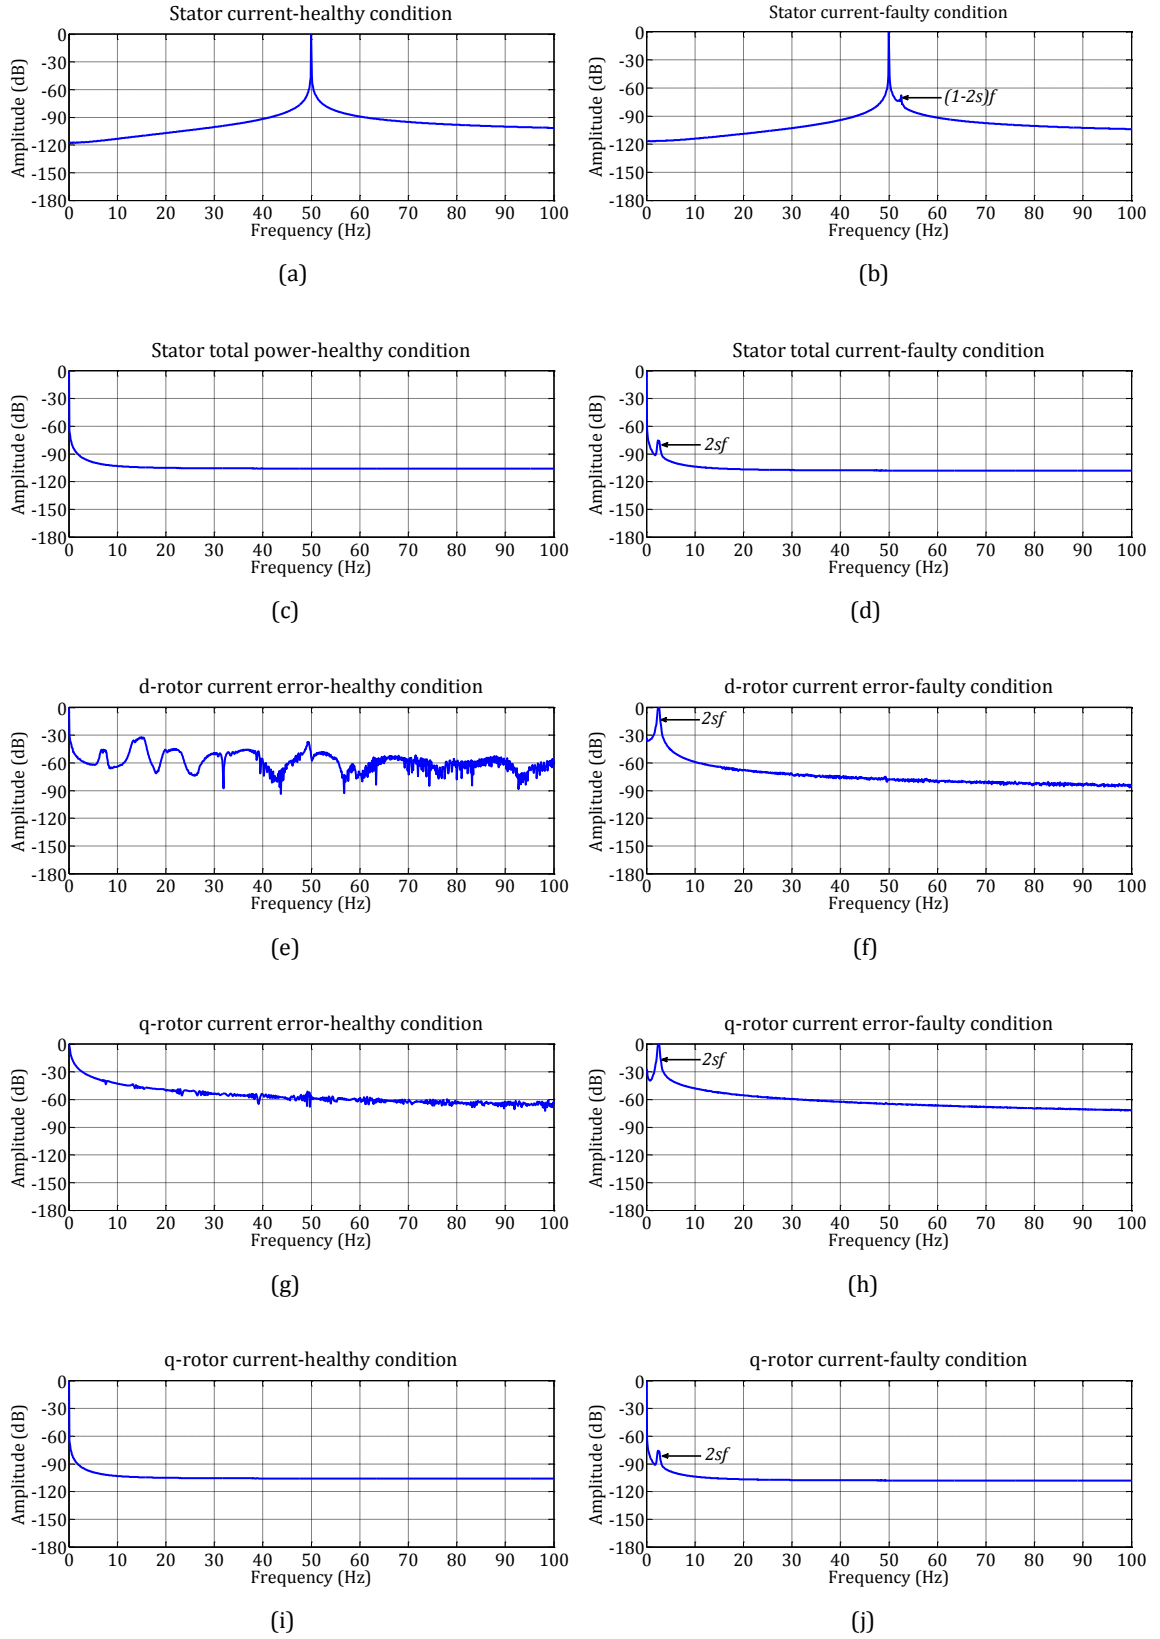 Stator current-healthy condition
Amplitude (dB)
0
-30
-60
-90
-120
-150
-180
0 10 20 30 40 50 60 70 80 90 100
Frequency (Hz)
(a)
Stator current-faulty condition
Amplitude (dB)
0
-30
-60
-90
-120
-150
-180
(1-2s)f
0 10 20 30 40 50 60 70 80 90 100
Frequency (Hz)
(b)
Stator total power-healthy condition
Amplitude (dB)
0
-30
-60
-90
-120
-150
-180
0 10 20 30 40 50 60 70 80 90 100
Frequency (Hz)
(c)
Stator total current-faulty condition
Amplitude (dB)
0
-30
-60
-90
-120
-150
-180
2sf
0 10 20 30 40 50 60 70 80 90 100
Frequency (Hz)
(d)
d-rotor current error-healthy condition
Amplitude (dB)
0
-30
-60
-90
-120
-150
-180
0 10 20 30 40 50 60 70 80 90 100
Frequency (Hz)
(e)
d-rotor current error-faulty condition
Amplitude (dB)
0
-30
-60
-90
-120
-150
-180
2sf
0 10 20 30 40 50 60 70 80 90 100
Frequency (Hz)
(f)
q-rotor current error-healthy condition
Amplitude (dB)
0
-30
-60
-90
-120
-150
-180
0 10 20 30 40 50 60 70 80 90 100
Frequency (Hz)
(g)
q-rotor current error-faulty condition
Amplitude (dB)
0
-30
-60
-90
-120
-150
-180
2sf
0 10 20 30 40 50 60 70 80 90 100
Frequency (Hz)
(h)
q-rotor current-healthy condition
Amplitude (dB)
0
-30
-60
-90
-120
-150
-180
0 10 20 30 40 50 60 70 80 90 100
Frequency (Hz)
(i)
q-rotor current-faulty condition
Amplitude (dB)
0
-30
-60
-90
-120
-150
-180
2sf
0 10 20 30 40 50 60 70 80 90 100
Frequency (Hz)
(j)